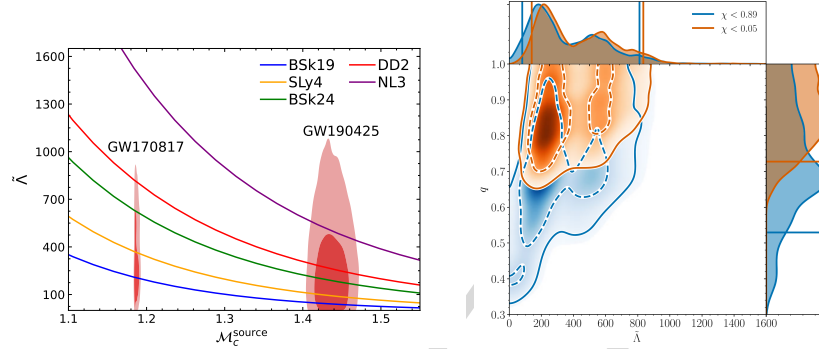 BSk19
SLy4
BSk24
DD2
NL3
GW170817
GW190425
1600
1300
1000
700
400
100
Λ̃
1.1 1.2 1.3 1.4 1.5
ℳ_c^source
χ < 0.89
χ < 0.05
1.0
0.9
0.8
0.7
0.6
0.5
0.4
0.3
q
0 200 400 600 800 1000 1200 1400 1600
Λ̃